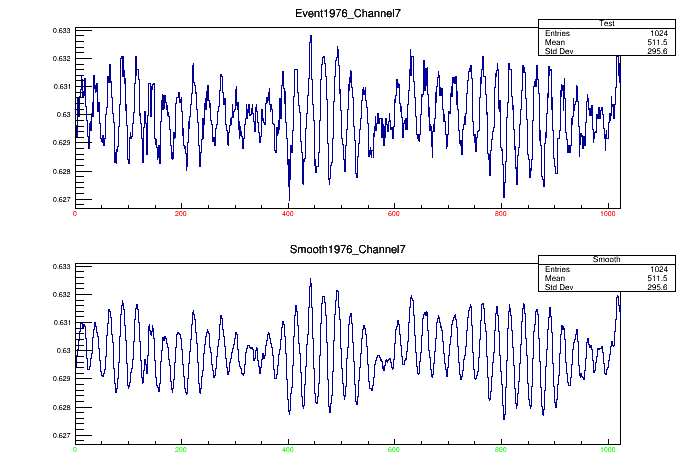 Event1976_Channel7
Test
Entries 1024
Mean 511.5
Std Dev 295.6
0.633
0.632
0.631
0.63
0.629
0.628
0.627
0 200 400 600 800 1000
Smooth1976_Channel7
Smooth
Entries 1024
Mean 511.5
Std Dev 295.6
0.633
0.632
0.631
0.63
0.629
0.628
0.627
0 200 400 600 800 1000